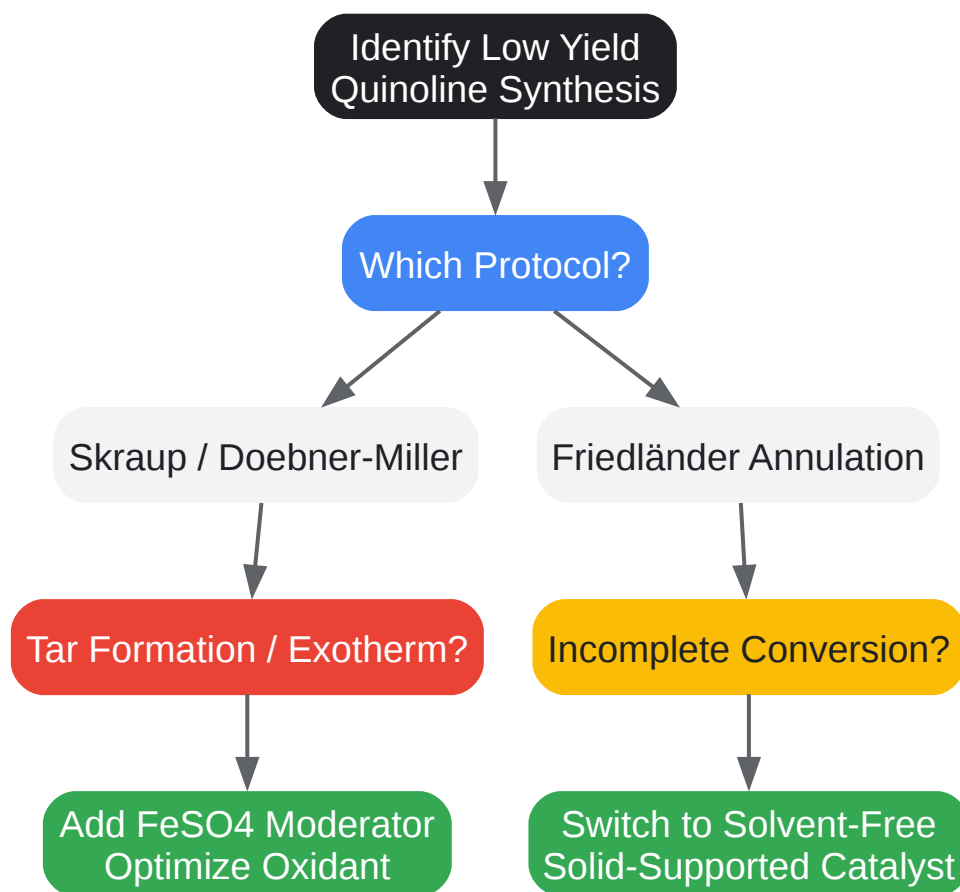 Identify Low Yield
Quinoline Synthesis
Which Protocol?
Skraup / Doebner-Miller
Friedländer Annulation
Tar Formation / Exotherm?
Incomplete Conversion?
Add FeSO4 Moderator
Optimize Oxidant
Switch to Solvent-Free
Solid-Supported Catalyst